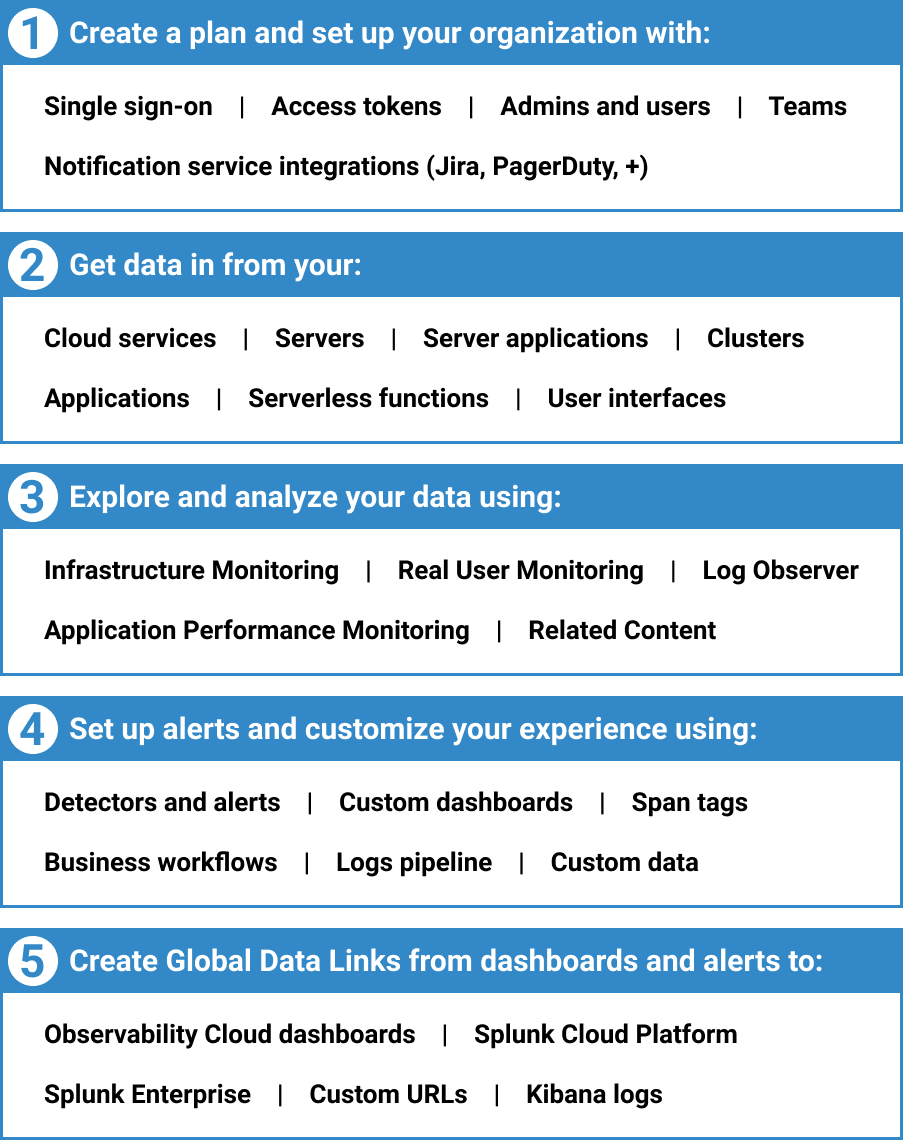 1 Create a plan and set up your organization with:
Single sign-on | Access tokens | Admins and users | Teams
Notification service integrations (Jira, PagerDuty, +)
2 Get data in from your:
Cloud services | Servers | Server applications | Clusters
Applications | Serverless functions | User interfaces
3 Explore and analyze your data using:
Infrastructure Monitoring | Real User Monitoring | Log Observer
Application Performance Monitoring | Related Content
4 Set up alerts and customize your experience using:
Detectors and alerts | Custom dashboards | Span tags
Business workflows | Logs pipeline | Custom data
5 Create Global Data Links from dashboards and alerts to:
Observability Cloud dashboards | Splunk Cloud Platform
Splunk Enterprise | Custom URLs | Kibana logs